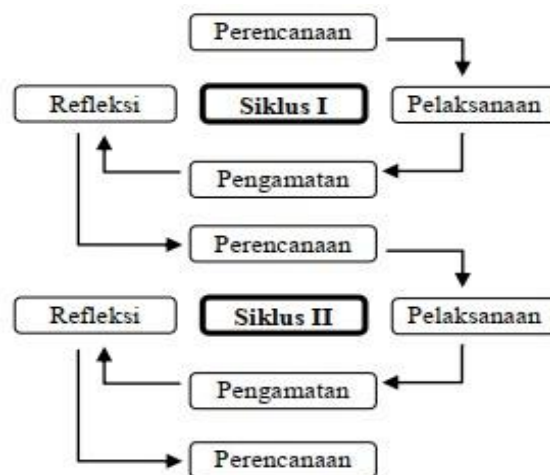 Perencanaan
Refleksi
Siklus I
Pelaksanaan
Pengamatan
Perencanaan
Refleksi
Siklus II
Pelaksanaan
Pengamatan
Perencanaan